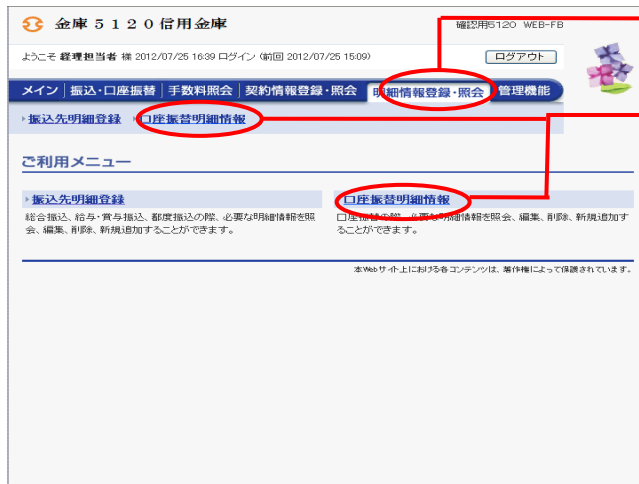 金庫5120信用金庫
確認用5120 WEB-FB
ようこそ 経理担当者 様 2012/07/25 16:39 ログイン (前回 2012/07/25 15:09)
ログアウト
メイン 振込・口座振替 手数料照会 契約情報登録・照会 明細情報登録・照会 管理機能
振込先明細登録 口座振替明細情報
ご利用メニュー
振込先明細登録 口座振替明細情報
総合振込、給与・賞与振込、都度振込の際、必要な明細情報を照会、編集、削除、新規追加することができます。
口座振替の際、必要な明細情報を照会、編集、削除、新規追加することができます。
本Webサイト上における各コンテンツは、著作権によって保護されています。